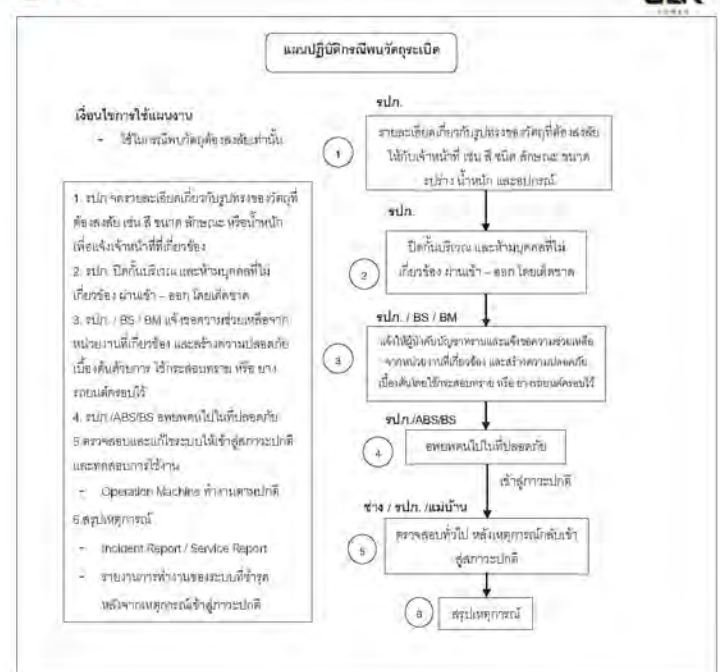 แผนปฏิบัติกรณีพบวัตถุระเบิด
เงื่อนไขการใช้แผนงาน
- ใช้ในกรณีพบวัตถุต้องสงสัยเท่านั้น
1. รปภ จดรายละเอียดเกี่ยวกับรูปทรงของวัตถุที่
ต้องสงสัย เช่น สี ขนาด ลักษณะ หรือน้ำหนัก
เพื่อแจ้งเจ้าหน้าที่ที่เกี่ยวข้อง
2. รปภ. ปิดกั้นบริเวณ และห้ามบุคคลที่ไม่
เกี่ยวข้อง ผ่านเข้า – ออก โดยเด็ดขาด
3. รปภ. / BS / BM แจ้งขอความช่วยเหลือจาก
หน่วยงานที่เกี่ยวข้อง และสร้างความปลอดภัย
เบื้องต้นด้วยการ ใช้กระสอบทราย หรือ ยาง
รถยนต์ครอบไว้
4. รปภ./ABS/BS อพยพคนไปในที่ปลอดภัย
5.ตรวจสอบและแก้ไขระบบให้เข้าสู่สภาวะปกติ
และทดสอบการใช้งาน
- Operation Machine ทำงานตามปกติ
6.สรุปเหตุการณ์
- Incident Report / Service Report
- รายงานการทำงานของระบบที่ชำรุด
หลังจากเหตุการณ์เข้าสู่ภาวะปกติ
รปภ.
1
รายละเอียดเกี่ยวกับรูปทรงของวัตถุที่ต้องสงสัย
ให้กับเจ้าหน้าที่ เช่น สี ชนิด ลักษณะ ขนาด
รูปร่าง น้ำหนัก และอุปกรณ์
รปภ.
2
ปิดกั้นบริเวณ และห้ามบุคคลที่ไม่
เกี่ยวข้อง ผ่านเข้า – ออก โดยเด็ดขาด
รปภ. / BS / BM
3
แจ้งให้ผู้บังคับบัญชาทราบและแจ้งขอความช่วยเหลือ
จากหน่วยงานที่เกี่ยวข้อง และสร้างความปลอดภัย
เบื้องต้นโดยใช้กระสอบทราย หรือ ยางรถยนต์ครอบไว้
รปภ./ABS/BS
4
อพยพคนไปในที่ปลอดภัย
เข้าสู่ภาวะปกติ
ช่าง / รปภ. /แม่บ้าน
5
ตรวจสอบทั่วไป หลังเหตุการณ์กลับเข้า
สู่สภาวะปกติ
6
สรุปเหตุการณ์